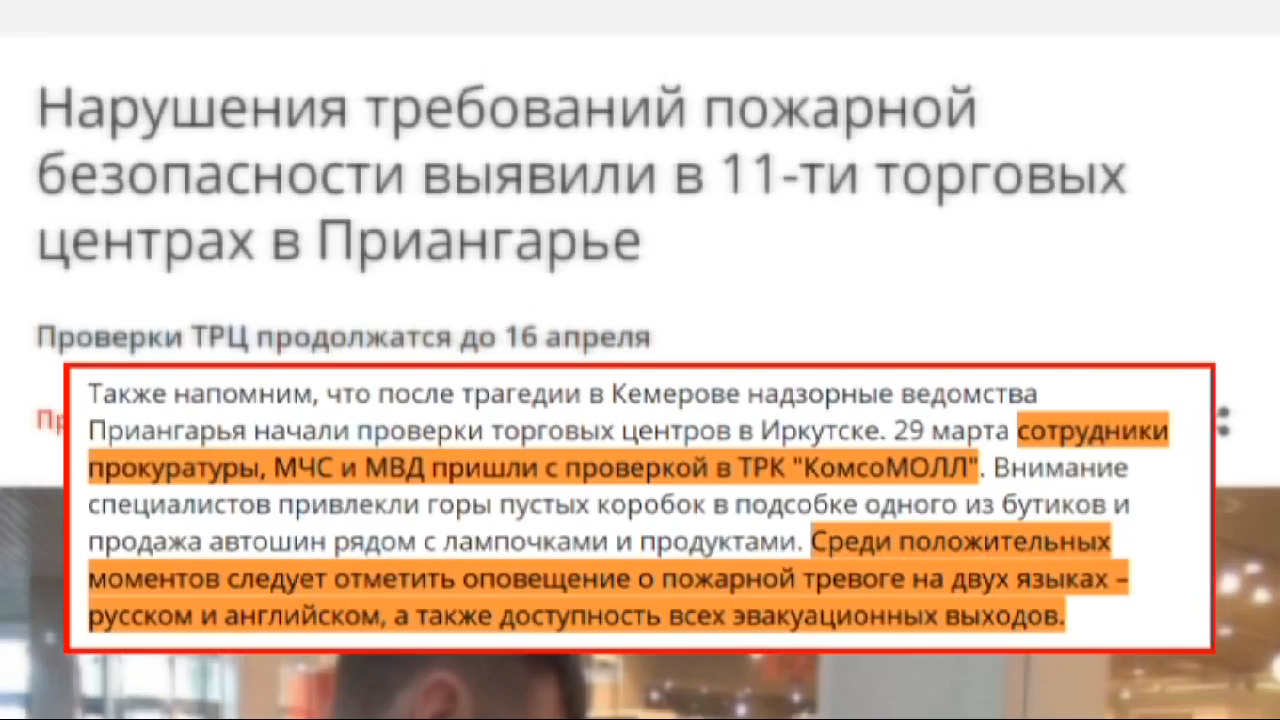 Нарушения требований пожарной
безопасности выявили в 11-ти торговых
центрах в Приангарье
Проверки ТРЦ продолжатся до 16 апреля
Пр
Также напомним, что после трагедии в Кемерове надзорные ведомства
Приангарья начали проверки торговых центров в Иркутске. 29 марта сотрудники
прокуратуры, МЧС и МВД пришли с проверкой в ТРК "КомсоМОЛЛ". Внимание
специалистов привлекли горы пустых коробок в подсобке одного из бутиков и
продажа автошин рядом с лампочками и продуктами. Среди положительных
моментов следует отметить оповещение о пожарной тревоге на двух языках –
русском и английском, а также доступность всех эвакуационных выходов.